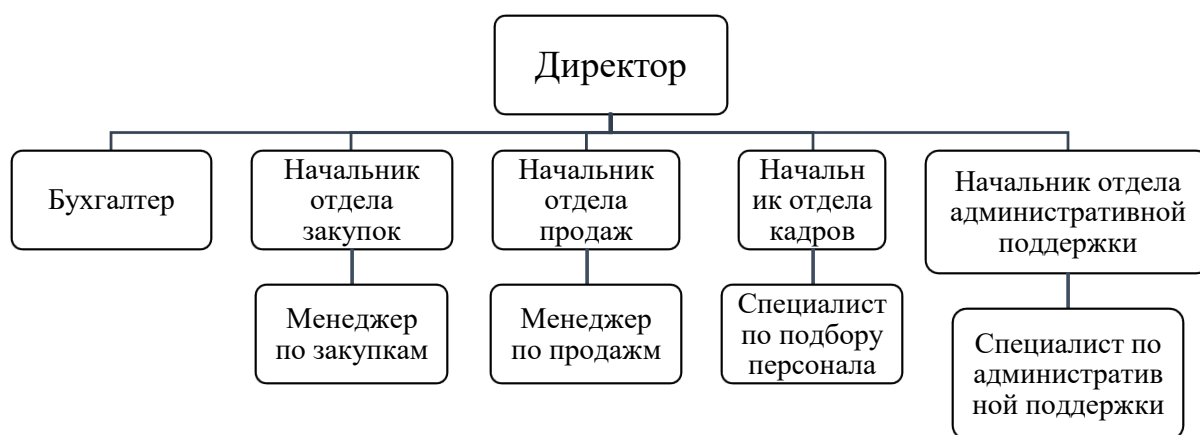 Директор
Бухгалтер
Начальник
отдела
закупок
Начальник
отдела
продаж
Начальн
ик отдела
кадров
Начальник отдела
административной
поддержки
Менеджер
по закупкам
Менеджер
по продажм
Специалист
по подбору
персонала
Специалист по
административ
ной поддержки